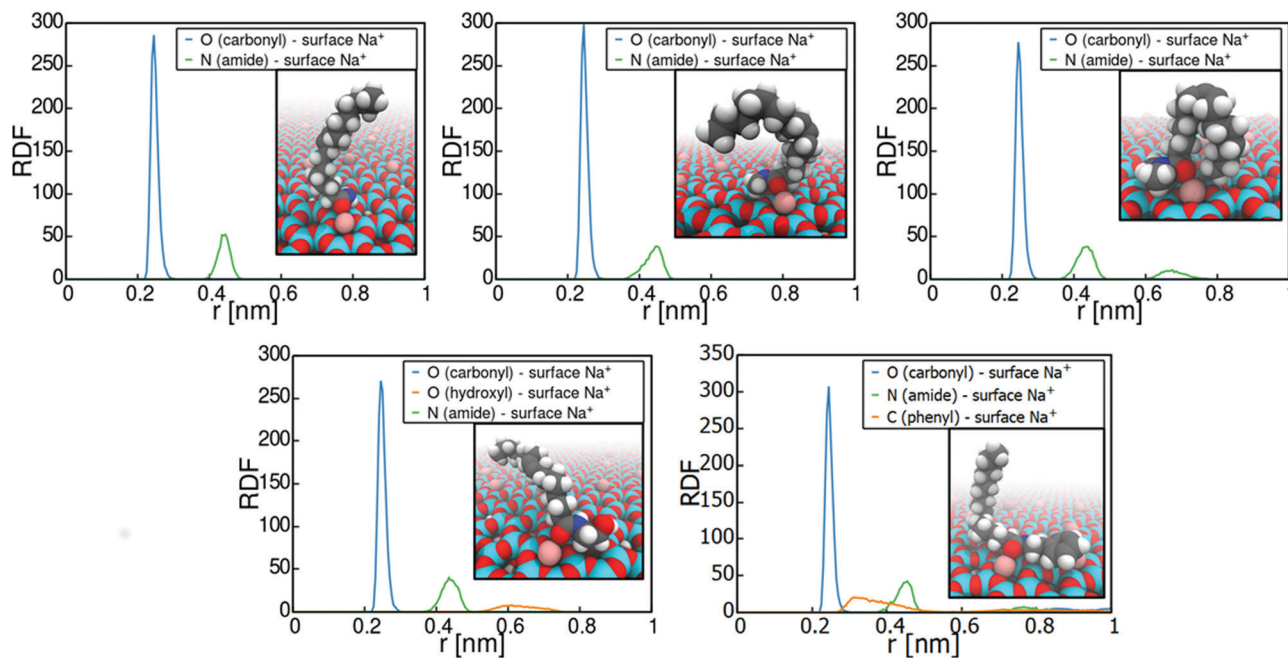 300
250
200
150
100
50
0
RDF
O (carbonyl) - surface Na⁺
N (amide) - surface Na⁺
0 0.2 0.4 0.6 0.8 1
r [nm]
300
250
200
150
100
50
0
RDF
O (carbonyl) - surface Na⁺
N (amide) - surface Na⁺
0 0.2 0.4 0.6 0.8 1
r [nm]
300
250
200
150
100
50
0
RDF
O (carbonyl) - surface Na⁺
N (amide) - surface Na⁺
0 0.2 0.4 0.6 0.8 1
r [nm]
300
250
200
150
100
50
0
RDF
O (carbonyl) - surface Na⁺
O (hydroxyl) - surface Na⁺
N (amide) - surface Na⁺
0 0.2 0.4 0.6 0.8 1
r [nm]
350
300
250
200
150
100
50
0
RDF
O (carbonyl) - surface Na⁺
N (amide) - surface Na⁺
C (phenyl) - surface Na⁺
0 0.2 0.4 0.6 0.8 1
r [nm]